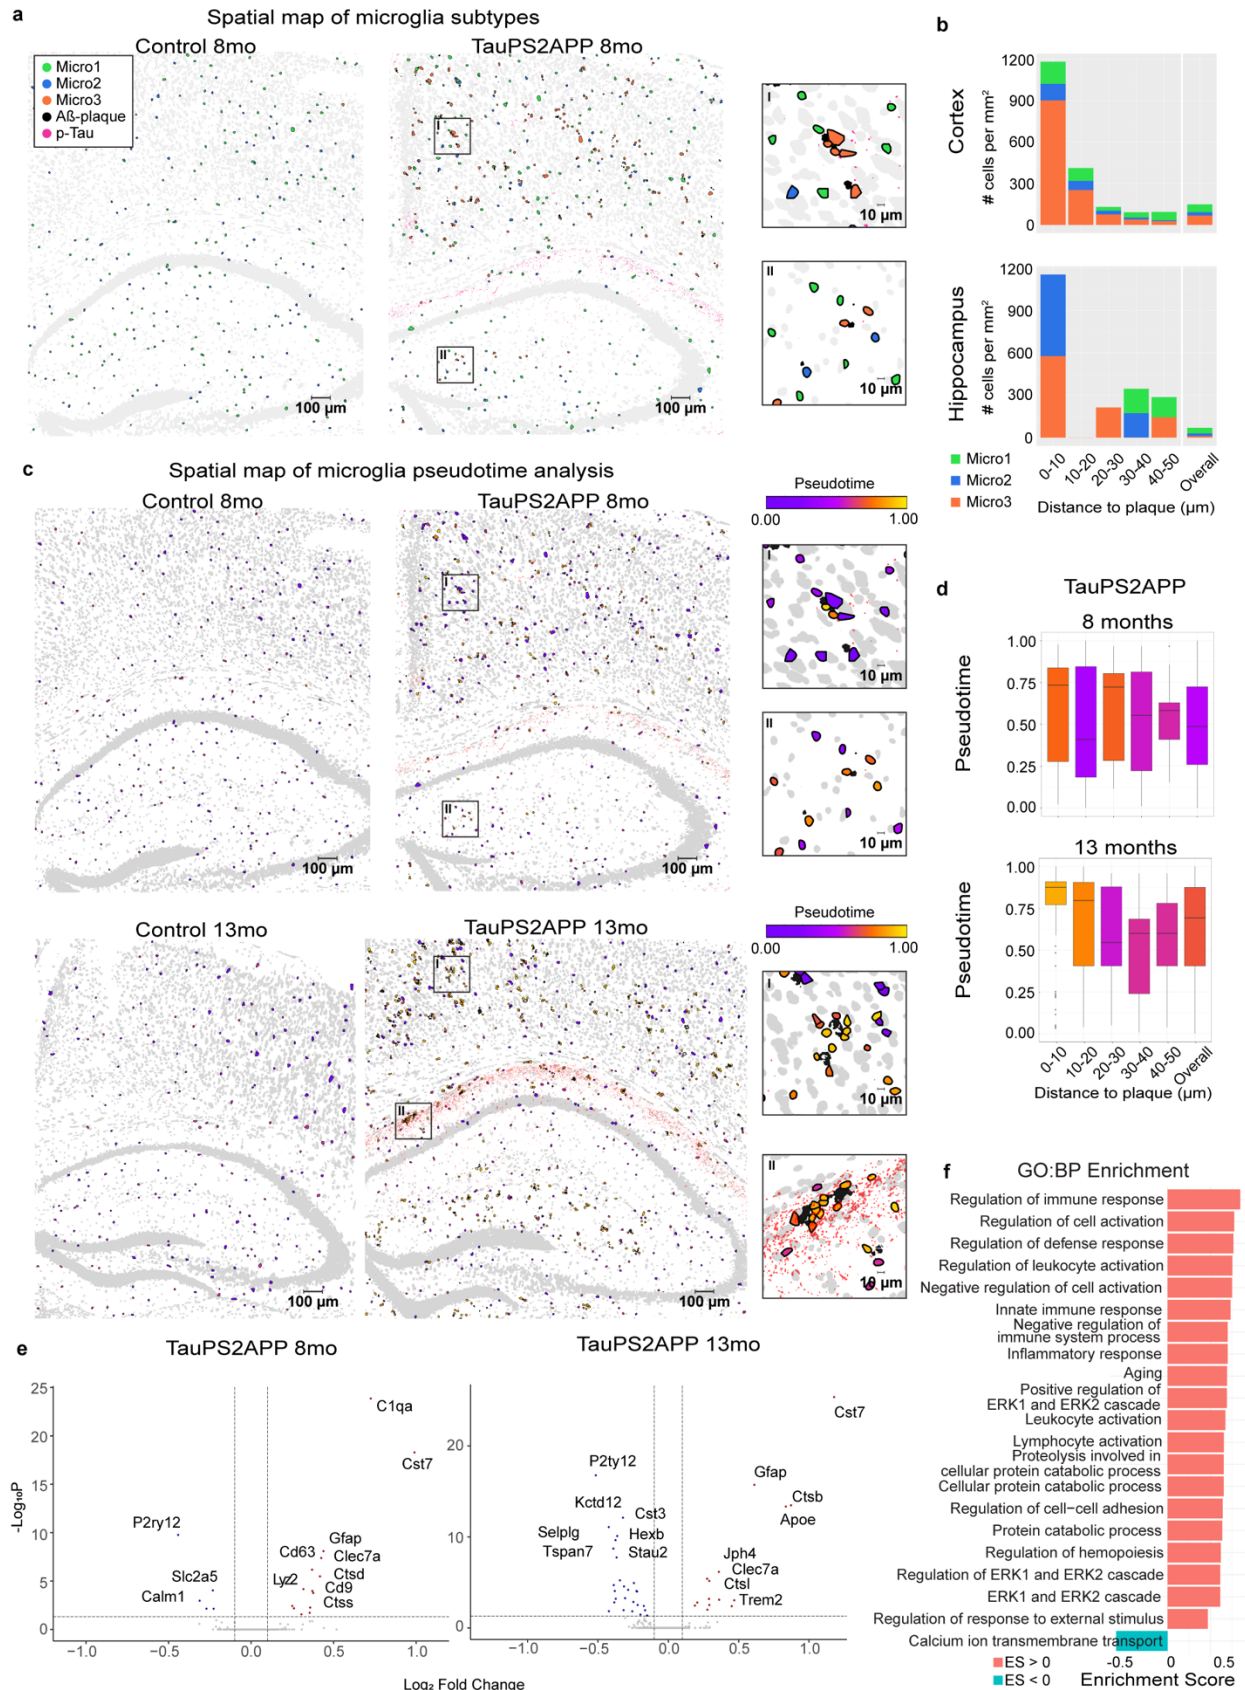 a
Spatial map of microglia subtypes
Control 8mo
TauPS2APP 8mo
Micro1
Micro2
Micro3
Aß-plaque
p-Tau
I
II
100 µm
100 µm
I
10 µm
II
10 µm
b
Cortex
# cells per mm²
1200
900
600
300
0
Hippocampus
# cells per mm²
1200
900
600
300
0
0-10
10-20
20-30
30-40
40-50
Overall
Micro1
Micro2
Micro3
Distance to plaque (µm)
c
Spatial map of microglia pseudotime analysis
Control 8mo
TauPS2APP 8mo
I
II
100 µm
100 µm
Pseudotime
0.00
1.00
I
10 µm
II
10 µm
Control 13mo
TauPS2APP 13mo
I
II
100 µm
100 µm
Pseudotime
0.00
1.00
I
10 µm
II
10 µm
d
TauPS2APP
8 months
Pseudotime
1.00
0.75
0.50
0.25
0.00
13 months
Pseudotime
1.00
0.75
0.50
0.25
0.00
0-10
10-20
20-30
30-40
40-50
Overall
Distance to plaque (µm)
e
TauPS2APP 8mo
-Log₁₀P
25
20
15
10
5
0
C1qa
Cst7
P2ry12
Gfap
Cd63
Clec7a
Slc2a5
Lyz2
Ctsd
Cd9
Calm1
Ctss
-1.0
-0.5
0.0
0.5
1.0
TauPS2APP 13mo
20
10
0
Cst7
P2ty12
Gfap
Kctd12
Ctsb
Cst3
Apoe
Selplg
Hexb
Tspan7
Stau2
Jph4
Clec7a
Ctsl
Trem2
-1.0
-0.5
0.0
0.5
1.0
Log₂ Fold Change
f
GO:BP Enrichment
Regulation of immune response
Regulation of cell activation
Regulation of defense response
Regulation of leukocyte activation
Negative regulation of cell activation
Innate immune response
Negative regulation of
immune system process
Inflammatory response
Aging
Positive regulation of
ERK1 and ERK2 cascade
Leukocyte activation
Lymphocyte activation
Proteolysis involved in
cellular protein catabolic process
Cellular protein catabolic process
Regulation of cell−cell adhesion
Protein catabolic process
Regulation of hemopoiesis
Regulation of ERK1 and ERK2 cascade
ERK1 and ERK2 cascade
Regulation of response to external stimulus
Calcium ion transmembrane transport
ES > 0
ES < 0
-0.5
0
0.5
Enrichment Score